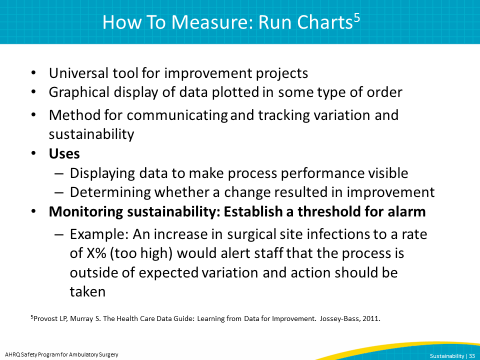 How To Measure: Run Charts⁵
• Universal tool for improvement projects
• Graphical display of data plotted in some type of order
• Method for communicating and tracking variation and
sustainability
• Uses
– Displaying data to make process performance visible
– Determining whether a change resulted in improvement
• Monitoring sustainability: Establish a threshold for alarm
– Example: An increase in surgical site infections to a rate
of X% (too high) would alert staff that the process is
outside of expected variation and action should be
taken
⁵Provost LP, Murray S. The Health Care Data Guide: Learning from Data for Improvement. Jossey-Bass, 2011.
AHRQ Safety Program for Ambulatory Surgery
Sustainability | 33